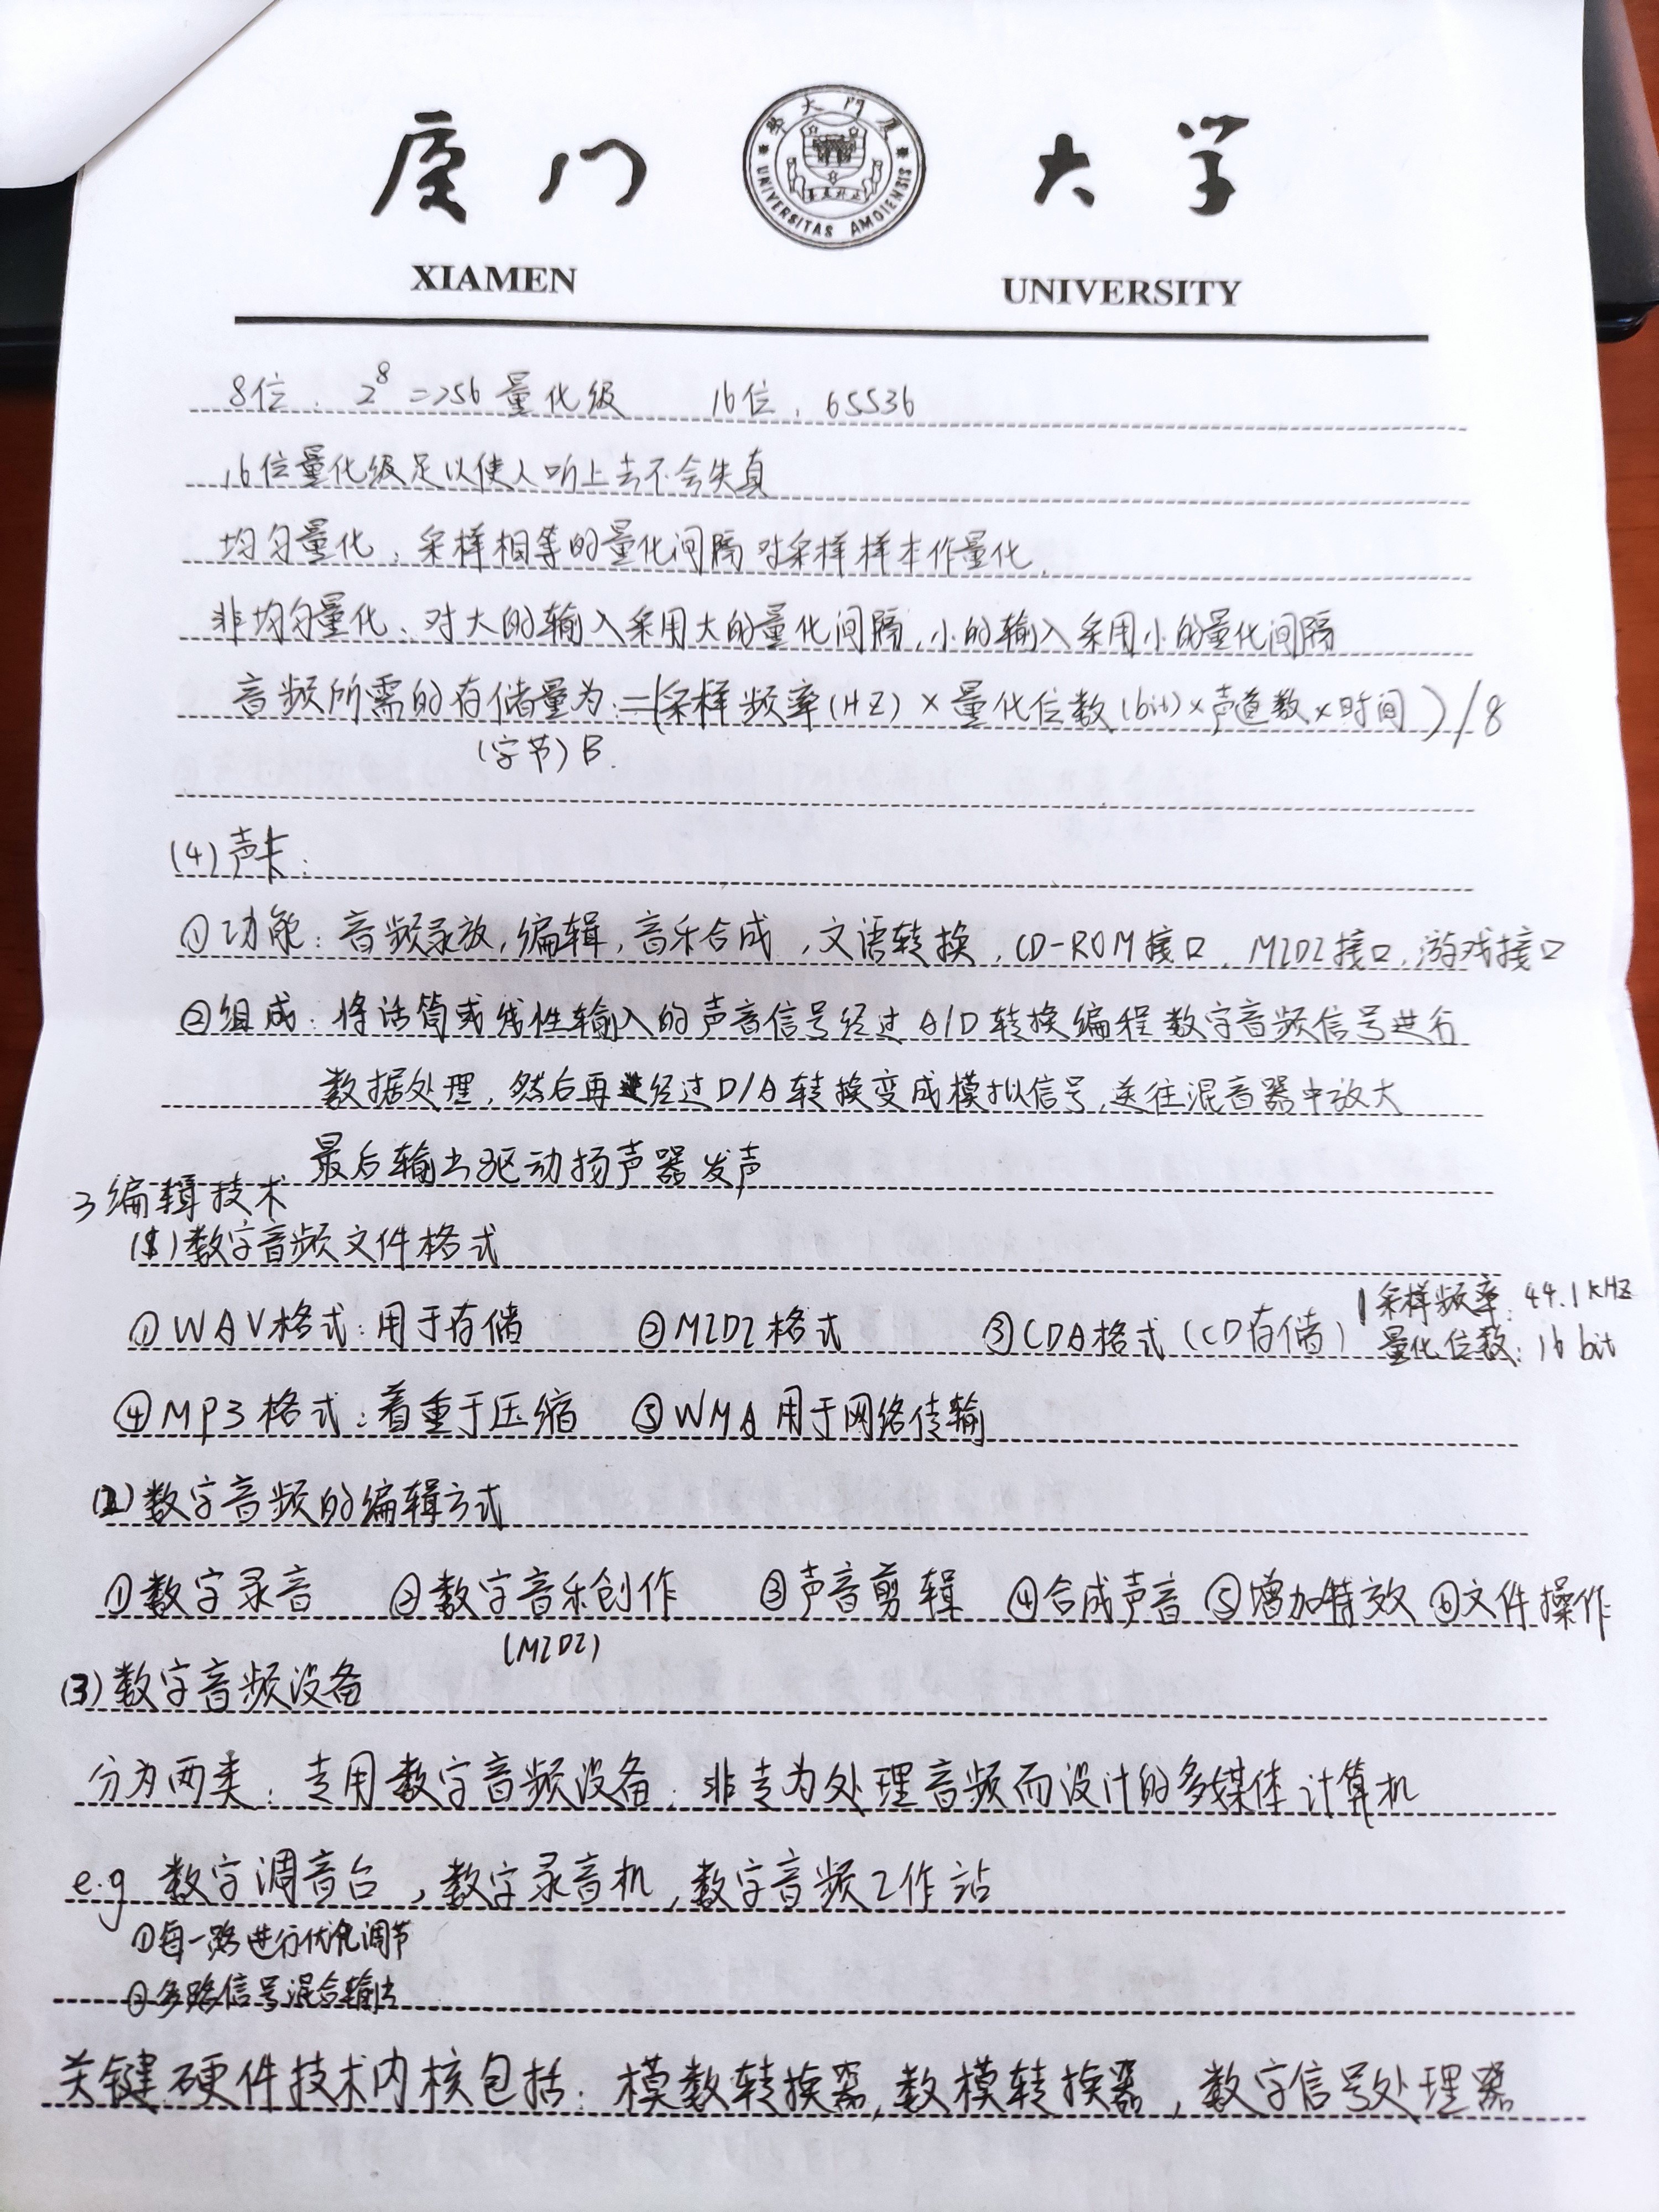 厦门大学
厦门大学
UNIVERSITAS AMOIENSIS
XIAMEN UNIVERSITY
8位：2⁸=256量化级 16位：65536
16位量化级足以使人听上去不会失真
均匀量化：采样相等的量化间隔对采样样本作量化.
非均匀量化：对大的输入采用大的量化间隔,小的输入采用小的量化间隔
音频所需的存储量为:=(采样频率(HZ)×量化位数(bit)×声道数×时间)/8
(字节)B.
(4)声卡：
①功能：音频录放,编辑,音乐合成,文语转换,CD-ROM接口,MIDI接口,游戏接口
②组成：将话筒或线性输入的声音信号经过A/D转换编程数字音频信号进行
数据处理,然后再经过D/A转换变成模拟信号,送往混音器中放大
最后输出驱动扬声器发声
3编辑技术
(1)数字音频文件格式
①WAV格式：用于存储 ②MIDI格式 ③CDA格式(CD存储) 采样频率：44.1kHZ
量化位数：16bit
④MP3格式：着重于压缩 ⑤WMA用于网络传输
(2)数字音频的编辑方式
①数字录音 ②数字音乐创作 ③声音剪辑 ④合成声音 ⑤增加特效 ⑥文件操作
(MIDI)
(3)数字音频设备
分为两类：专用数字音频设备；非专为处理音频而设计的多媒体计算机
e.g 数字调音台,数字录音机,数字音频工作站
①每一路进行优化调节
②多路信号混合输出
关键硬件技术内核包括：模数转换器,数模转换器,数字信号处理器